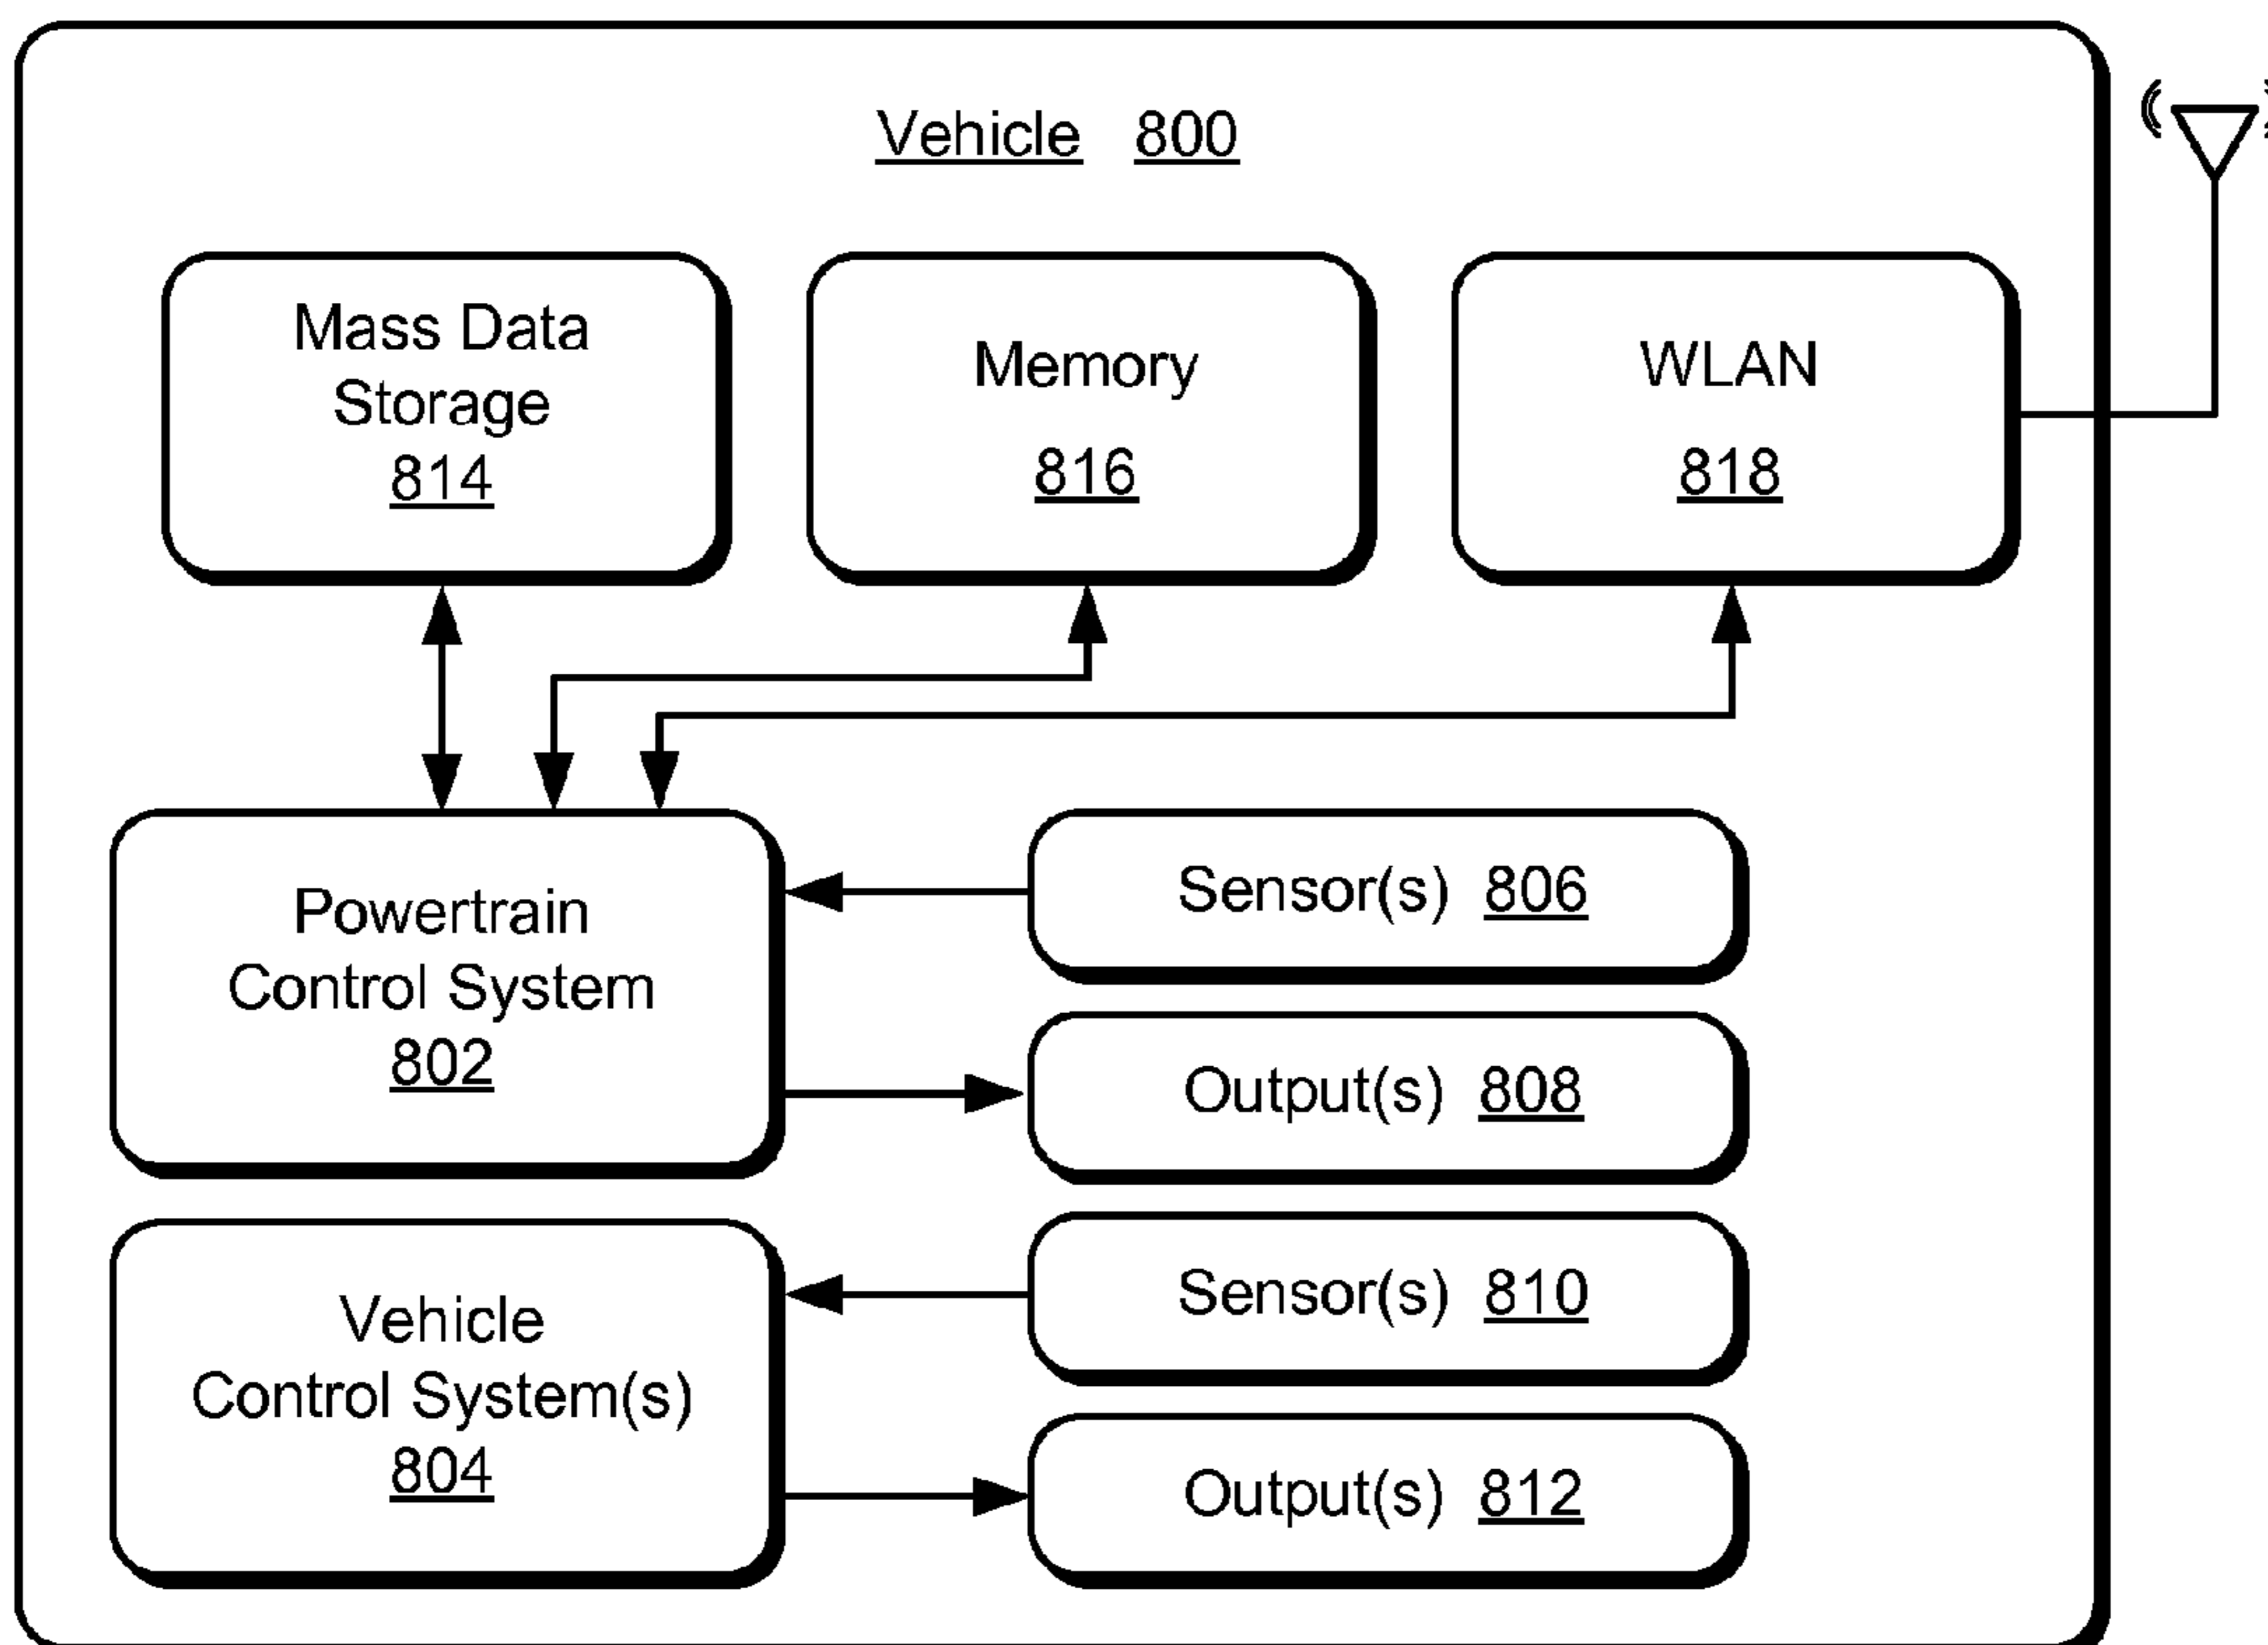 Vehicle 800
Mass Data
Storage
814
Memory
816
WLAN
818
Powertrain
Control System
802
Sensor(s) 806
Output(s) 808
Vehicle
Control System(s)
804
Sensor(s) 810
Output(s) 812